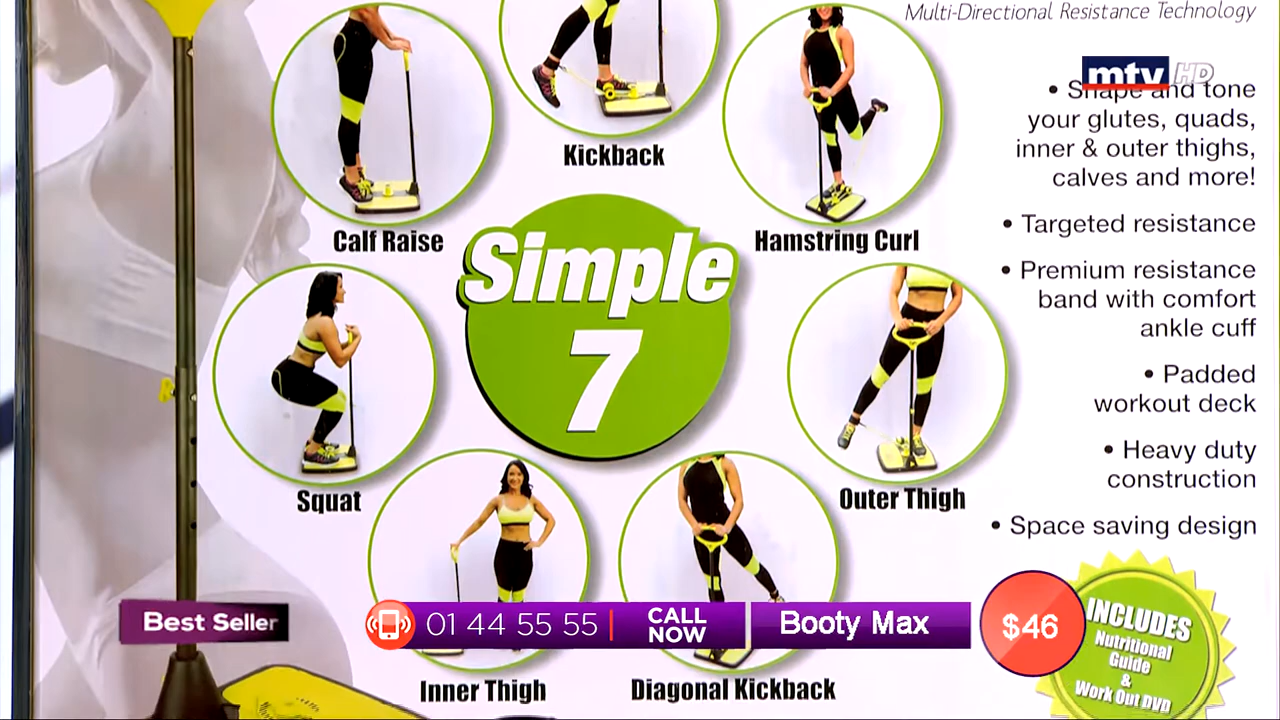 Multi-Directional Resistance Technology
mtv HD
• Shape and tone
your glutes, quads,
inner & outer thighs,
calves and more!
• Targeted resistance
• Premium resistance
band with comfort
ankle cuff
• Padded
workout deck
• Heavy duty
construction
• Space saving design
Kickback
Calf Raise
Hamstring Curl
Simple
7
Squat
Outer Thigh
Inner Thigh
Diagonal Kickback
Best Seller
01 44 55 55
CALL
NOW
Booty Max
$46
INCLUDES
Nutritional
Guide
&
Work Out DVD